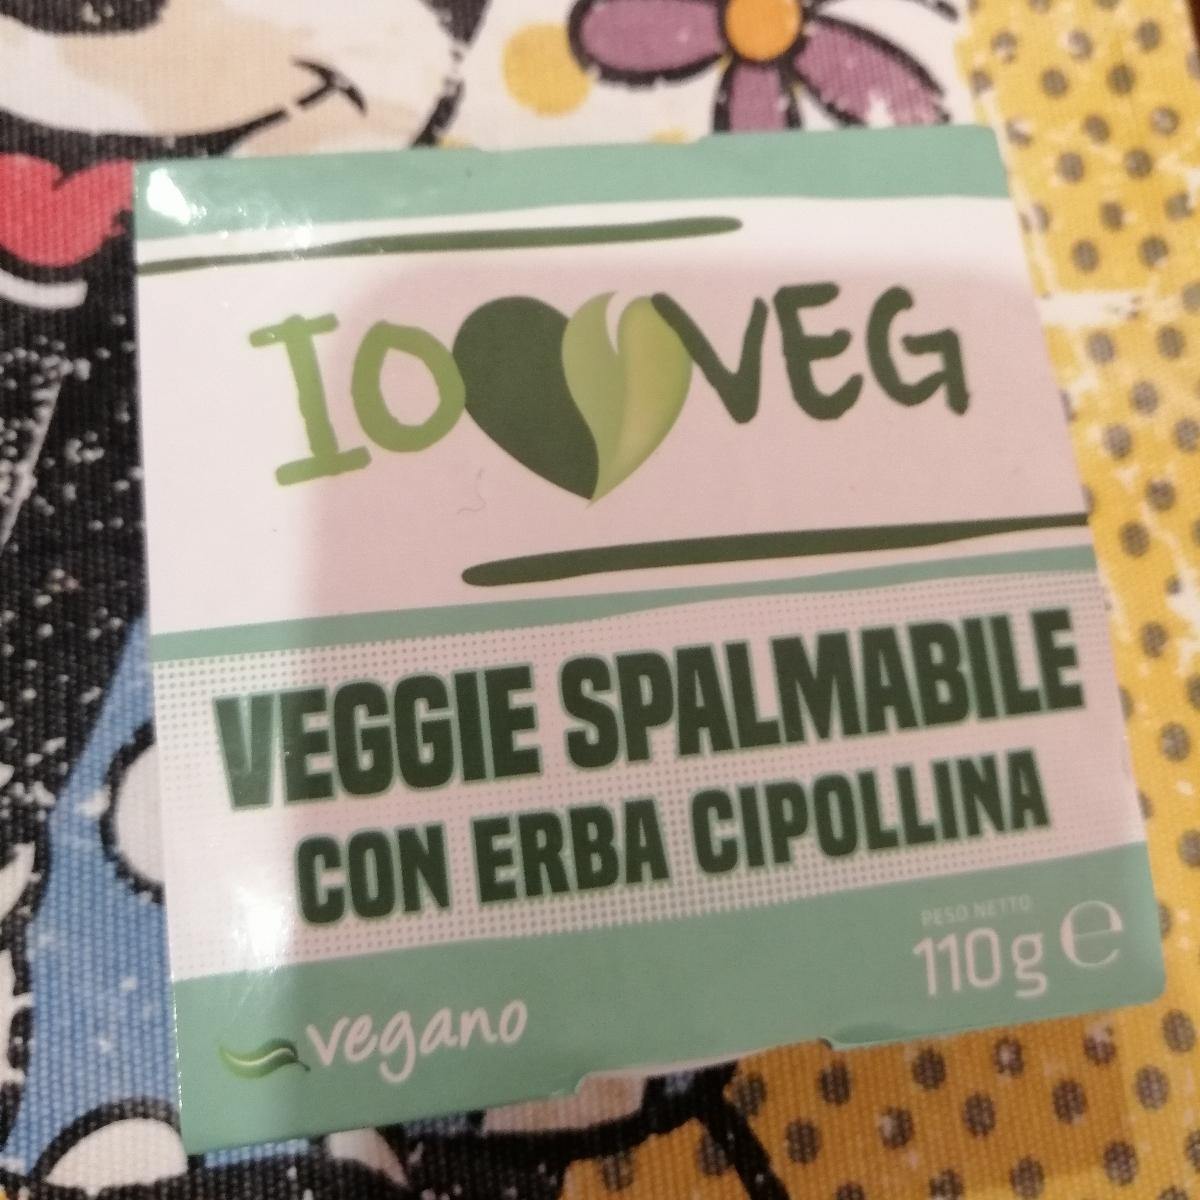 IO VEG
VEGGIE SPALMABILE
CON ERBA CIPOLLINA
PESO NETTO
110 g e
vegano